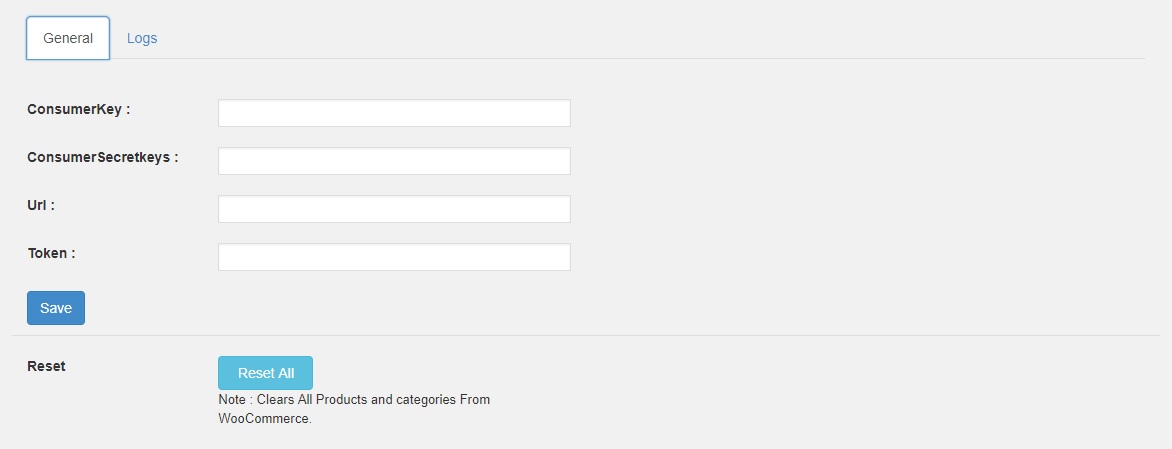 General
Logs
ConsumerKey :
ConsumerSecretkeys :
Url :
Token :
Save
Reset
Reset All
Note : Clears All Products and categories From
WooCommerce.